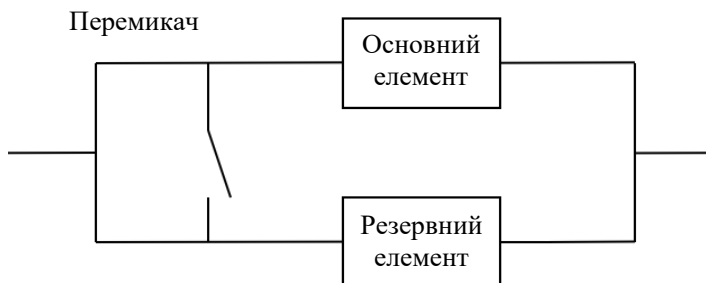 Перемикач
Основний
елемент
Резервний
елемент